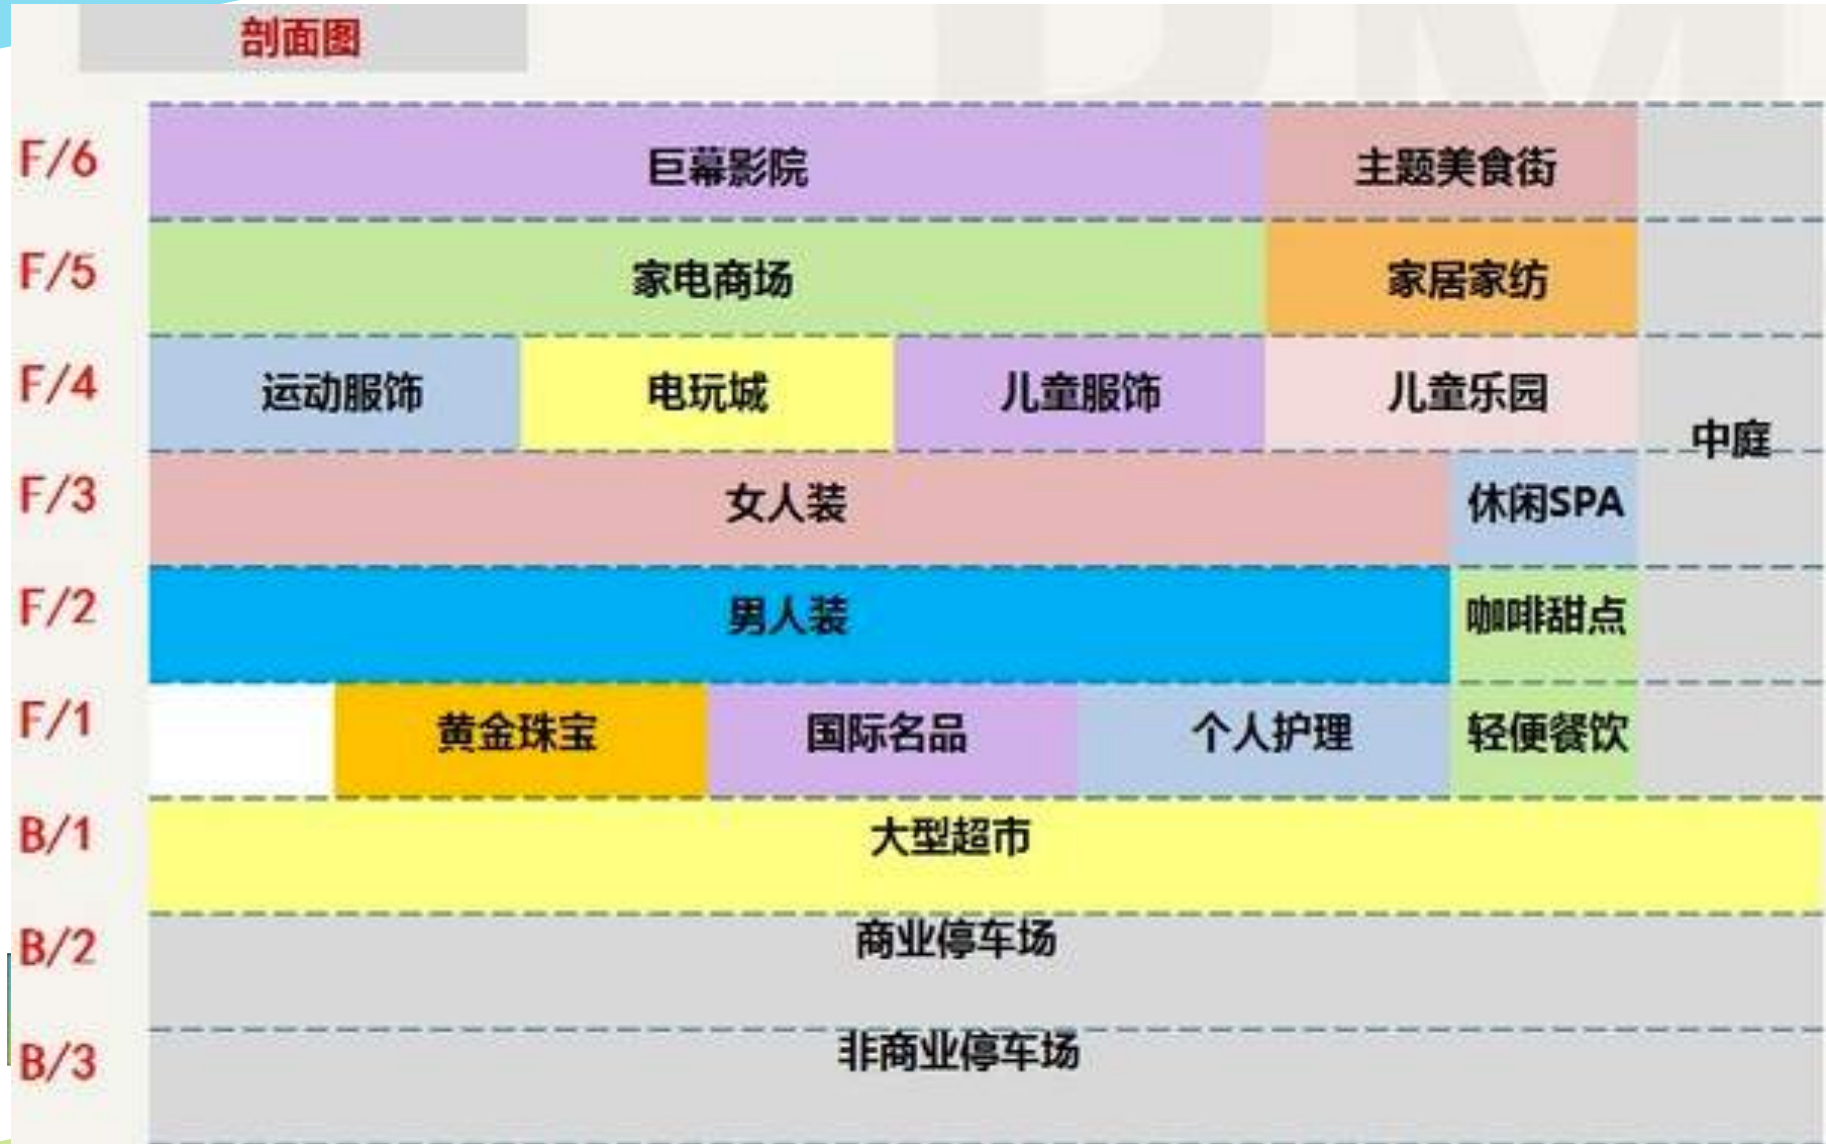 剖面图
F/6 巨幕影院 主题美食街
F/5 家电商场 家居家纺
F/4 运动服饰 电玩城 儿童服饰 儿童乐园
中庭
F/3 女人装 休闲SPA
F/2 男人装 咖啡甜点
F/1 黄金珠宝 国际名品 个人护理 轻便餐饮
B/1 大型超市
B/2 商业停车场
B/3 非商业停车场